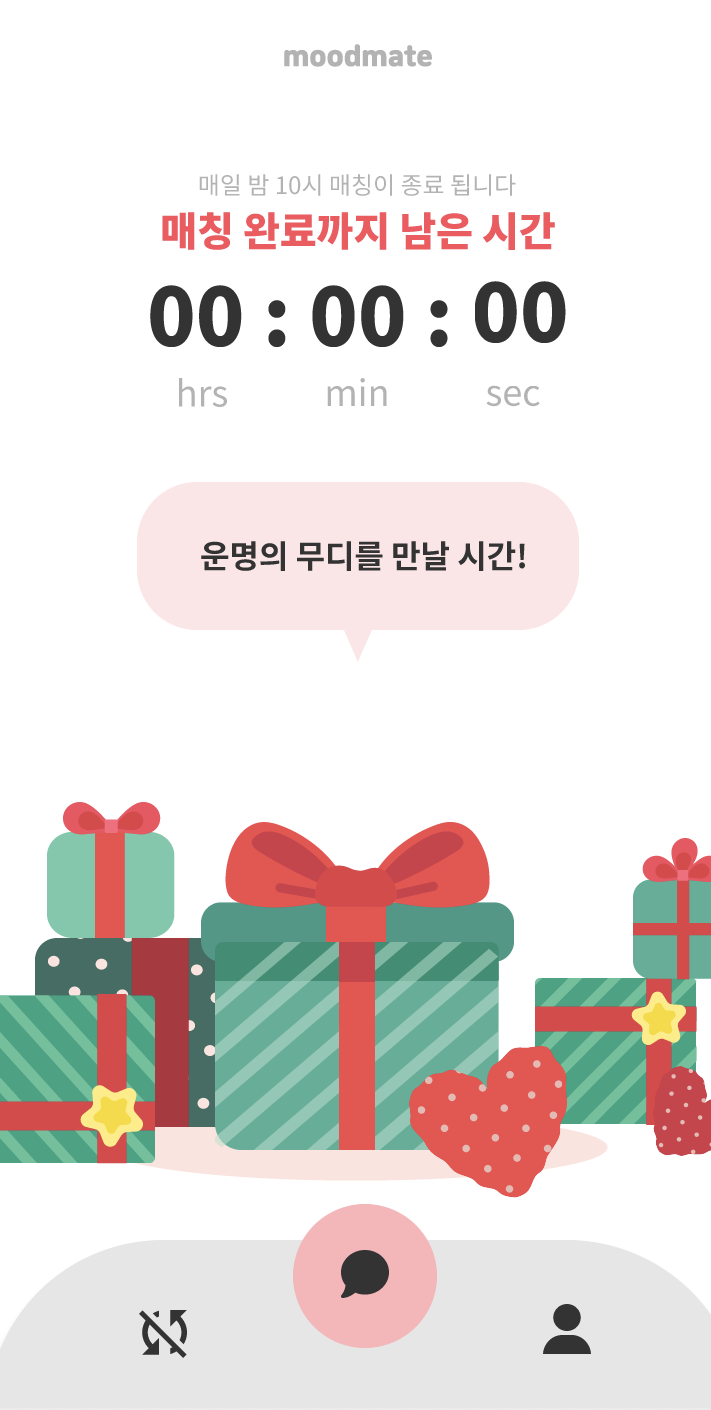 moodmate
매일 밤 10시 매칭이 종료 됩니다
매칭 완료까지 남은 시간
00 : 00 : 00
hrs min sec
운명의 무디를 만날 시간!